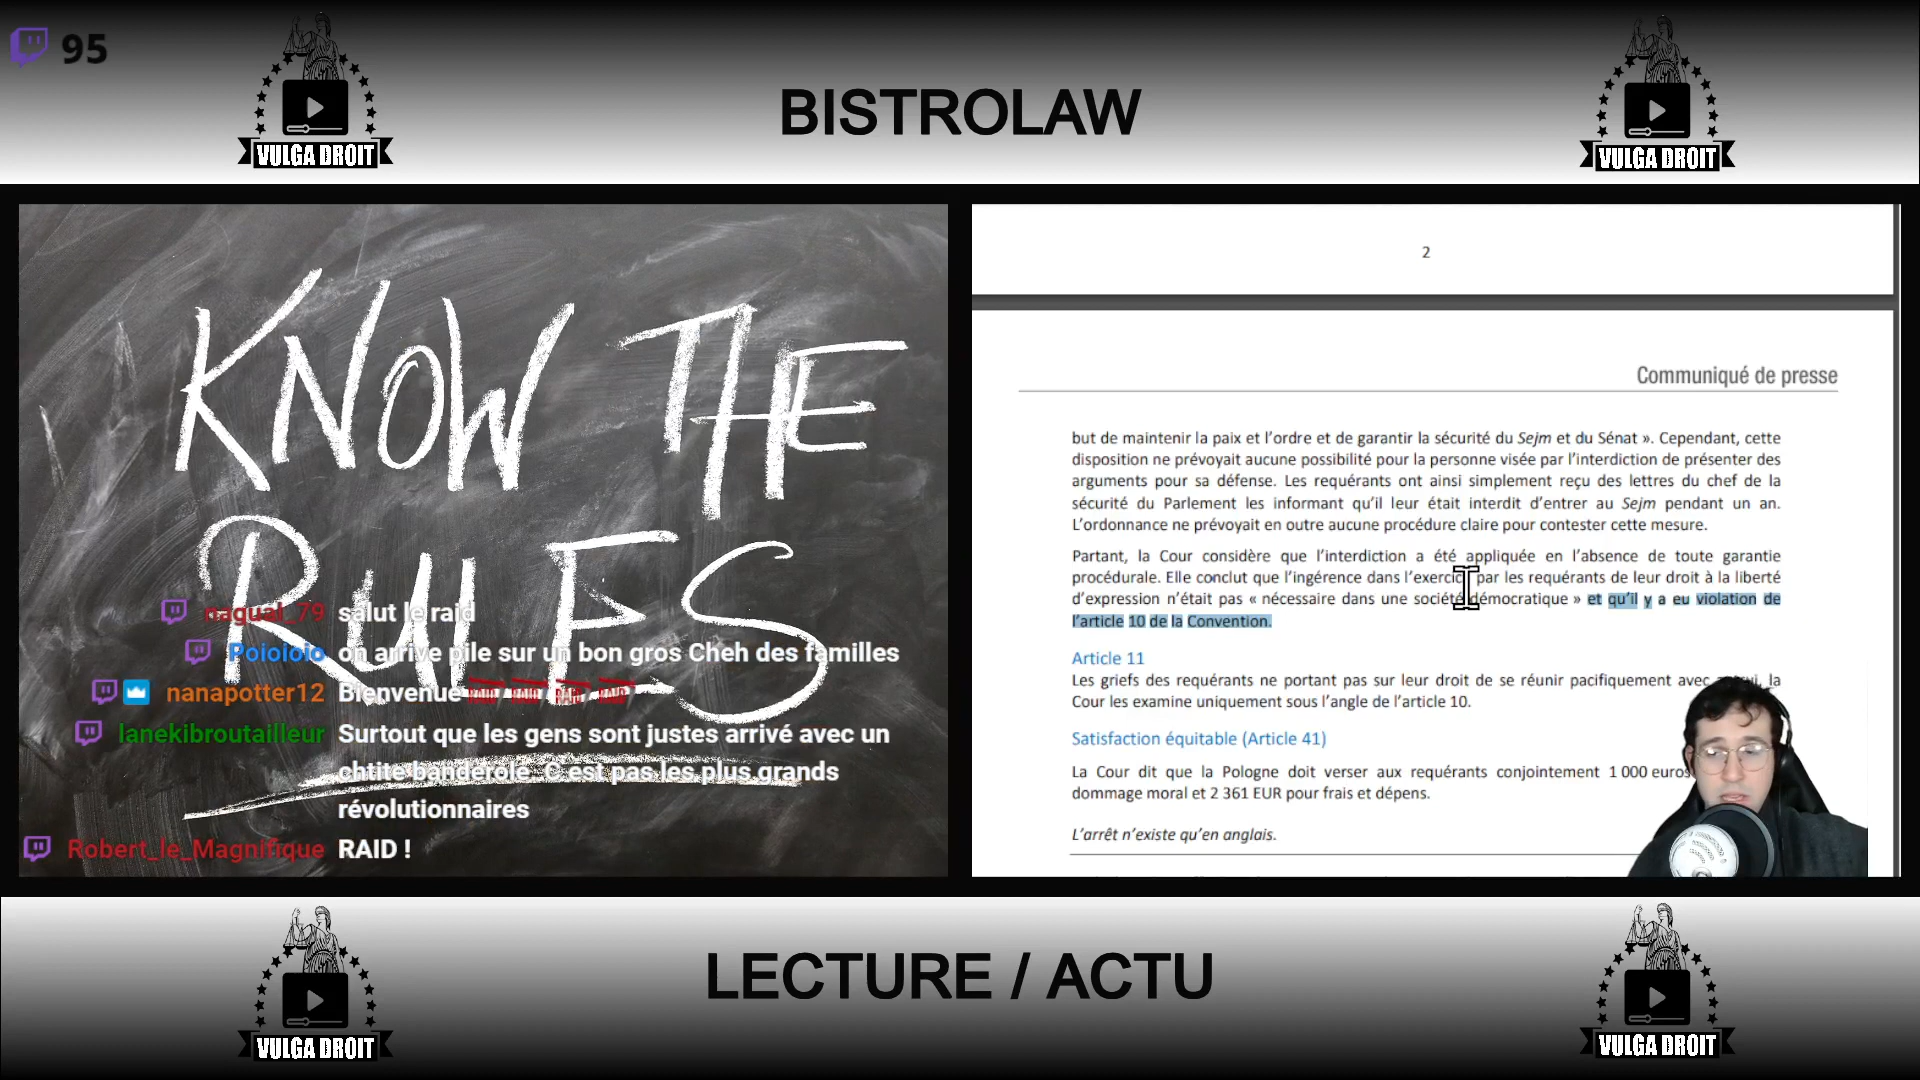 95
VULGA DROIT
BISTROLAW
VULGA DROIT
KNOW THE
RULES
nagual_79 salut le raid
Poioloio on arrive pile sur un bon gros Cheh des familles
nanapotter12 Bienvenue RAID RAID RAID RAID
lanekibroutailleur Surtout que les gens sont justes arrivé avec un
chtite banderole. C'est pas les plus grands
révolutionnaires
Robert_le_Magnifique RAID !
2
Communiqué de presse
but de maintenir la paix et l'ordre et de garantir la sécurité du Sejm et du Sénat ». Cependant, cette
disposition ne prévoyait aucune possibilité pour la personne visée par l'interdiction de présenter des
arguments pour sa défense. Les requérants ont ainsi simplement reçu des lettres du chef de la
sécurité du Parlement les informant qu'il leur était interdit d'entrer au Sejm pendant un an.
L'ordonnance ne prévoyait en outre aucune procédure claire pour contester cette mesure.
Partant, la Cour considère que l'interdiction a été appliquée en l'absence de toute garantie
procédurale. Elle conclut que l'ingérence dans l'exercice par les requérants de leur droit à la liberté
d'expression n'était pas « nécessaire dans une société démocratique » et qu'il y a eu violation de
l'article 10 de la Convention.
Article 11
Les griefs des requérants ne portant pas sur leur droit de se réunir pacifiquement avec la
Cour les examine uniquement sous l'angle de l'article 10.
Satisfaction équitable (Article 41)
La Cour dit que la Pologne doit verser aux requérants conjointement 1 000 euros
dommage moral et 2 361 EUR pour frais et dépens.
L'arrêt n'existe qu'en anglais.
VULGA DROIT
LECTURE / ACTU
VULGA DROIT